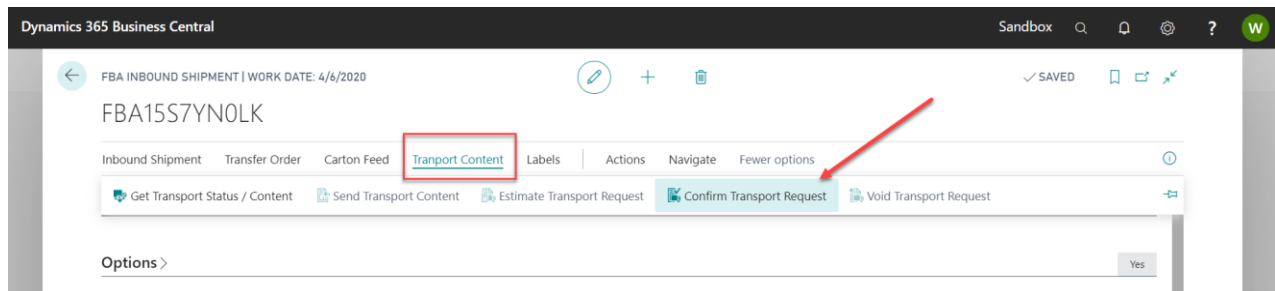 Dynamics 365 Business Central Sandbox ? W
FBA INBOUND SHIPMENT | WORK DATE: 4/6/2020 SAVED
FBA15S7YN0LK
Inbound Shipment Transfer Order Carton Feed Tranport Content Labels Actions Navigate Fewer options
Get Transport Status / Content Send Transport Content Estimate Transport Request Confirm Transport Request Void Transport Request
Options > Yes